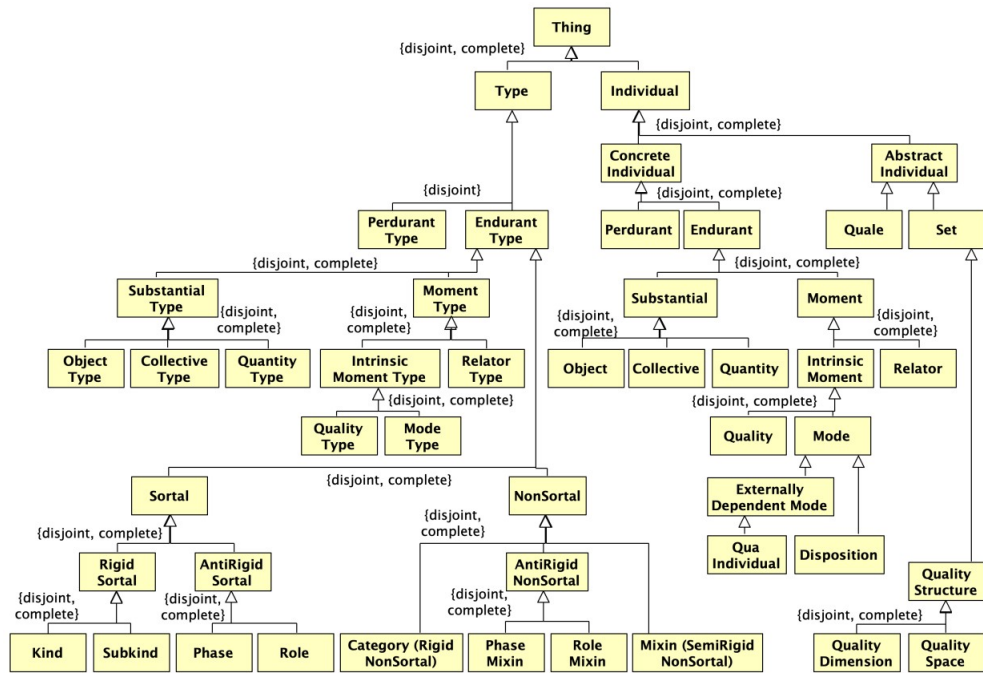 Thing
{disjoint, complete}
Type
Individual
{disjoint, complete}
Concrete
Individual
Abstract
Individual
{disjoint}
{disjoint, complete}
Perdurant
Type
Endurant
Type
Perdurant
Endurant
Quale
Set
{disjoint, complete}
{disjoint, complete}
Substantial
Type
Moment
Type
Substantial
Moment
{disjoint,
complete}
{disjoint,
complete}
{disjoint,
complete}
{disjoint,
complete}
Object
Type
Collective
Type
Quantity
Type
Intrinsic
Moment Type
Relator
Type
Object
Collective
Quantity
Intrinsic
Moment
Relator
{disjoint, complete}
{disjoint, complete}
Quality
Type
Mode
Type
Quality
Mode
{disjoint, complete}
Sortal
NonSortal
Externally
Dependent Mode
{disjoint, complete}
{disjoint,
complete}
Qua
Individual
Disposition
Rigid
Sortal
AntiRigid
Sortal
AntiRigid
NonSortal
Quality
Structure
{disjoint,
complete}
{disjoint,
complete}
{disjoint,
complete}
{disjoint,
complete}
Kind
Subkind
Phase
Role
Category (Rigid
NonSortal)
Phase
Mixin
Role
Mixin
Mixin (SemiRigid
NonSortal)
Quality
Dimension
Quality
Space